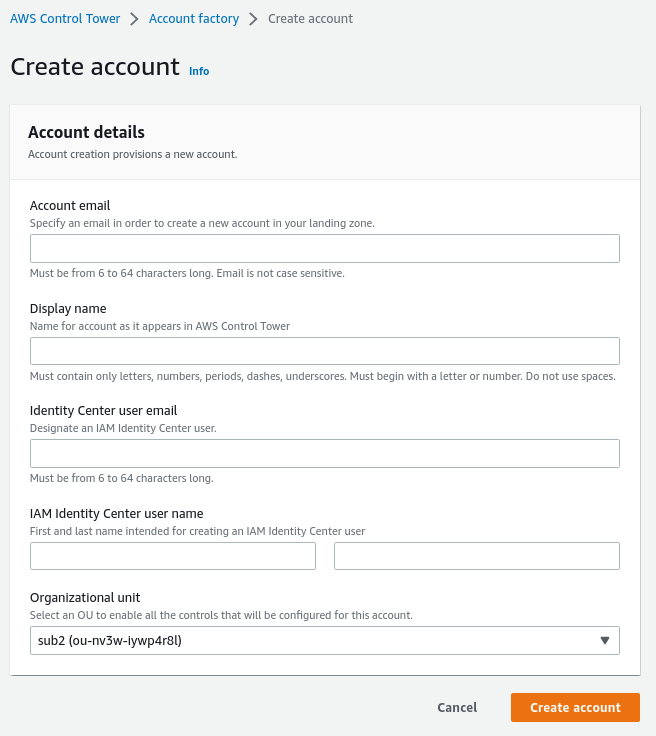 AWS Control Tower > Account factory > Create account
Create account Info
Account details
Account creation provisions a new account.
Account email
Specify an email in order to create a new account in your landing zone.
Must be from 6 to 64 characters long. Email is not case sensitive.
Display name
Name for account as it appears in AWS Control Tower
Must contain only letters, numbers, periods, dashes, underscores. Must begin with a letter or number. Do not use spaces.
Identity Center user email
Designate an IAM Identity Center user.
Must be from 6 to 64 characters long.
IAM Identity Center user name
First and last name intended for creating an IAM Identity Center user
Organizational unit
Select an OU to enable all the controls that will be configured for this account.
sub2 (ou-nv3w-iywp4r8l)
Cancel Create account